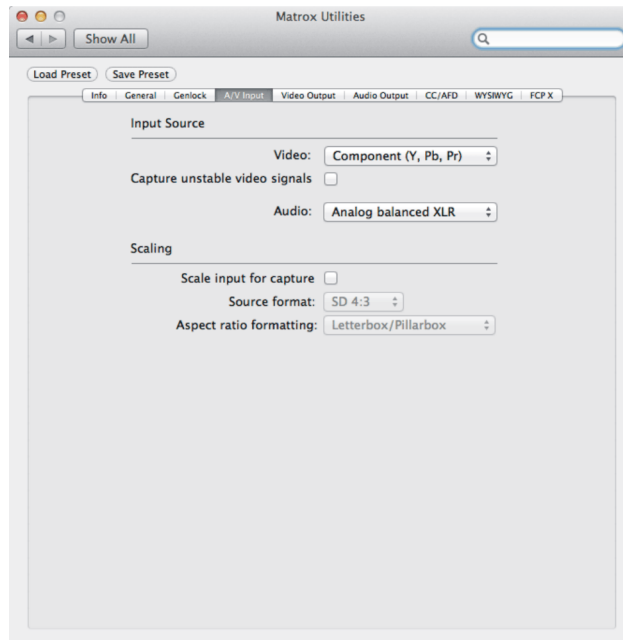 Matrox Utilities
Show All
Load Preset Save Preset
Info General Genlock A/V Input Video Output Audio Output CC/AFD WYSIWYG FCP X
Input Source
Video: Component (Y, Pb, Pr)
Capture unstable video signals
Audio: Analog balanced XLR
Scaling
Scale input for capture
Source format: SD 4:3
Aspect ratio formatting: Letterbox/Pillarbox